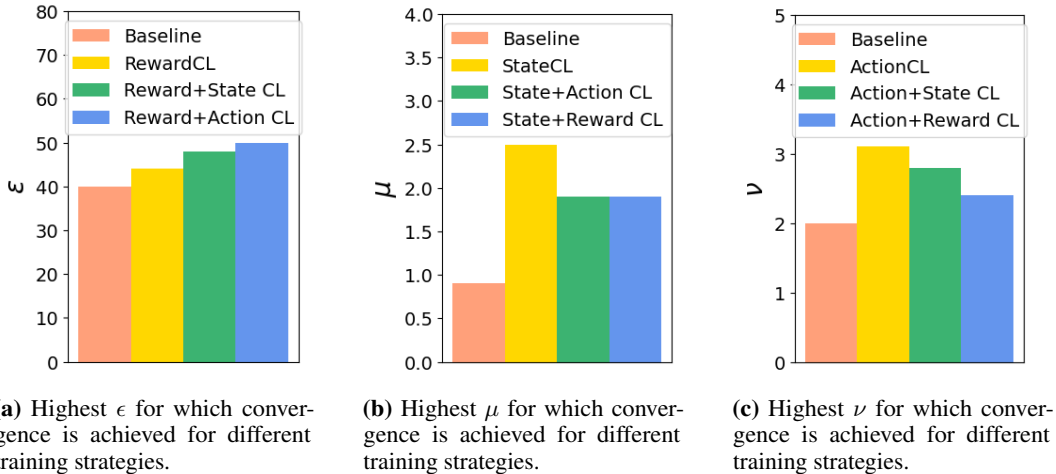 80
70
60
50
40
30
20
10
0
ε
Baseline
RewardCL
Reward+State CL
Reward+Action CL
4.0
3.5
3.0
2.5
2.0
1.5
1.0
0.5
0.0
μ
Baseline
StateCL
State+Action CL
State+Reward CL
5
4
3
2
1
0
ν
Baseline
ActionCL
Action+State CL
Action+Reward CL
(a) Highest ϵ for which conver-
gence is achieved for different
training strategies.
(b) Highest μ for which conver-
gence is achieved for different
training strategies.
(c) Highest ν for which conver-
gence is achieved for different
training strategies.